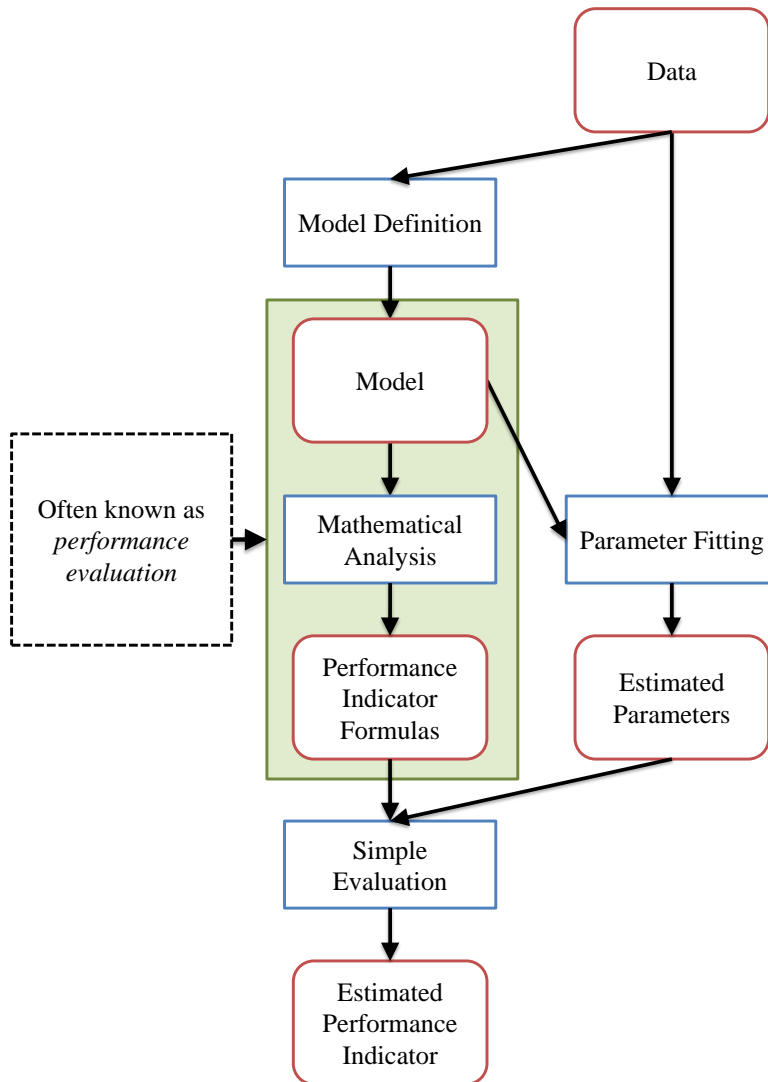 Data
Model Definition
Model
Often known as
performance
evaluation
Mathematical
Analysis
Parameter Fitting
Performance
Indicator
Formulas
Estimated
Parameters
Simple
Evaluation
Estimated
Performance
Indicator